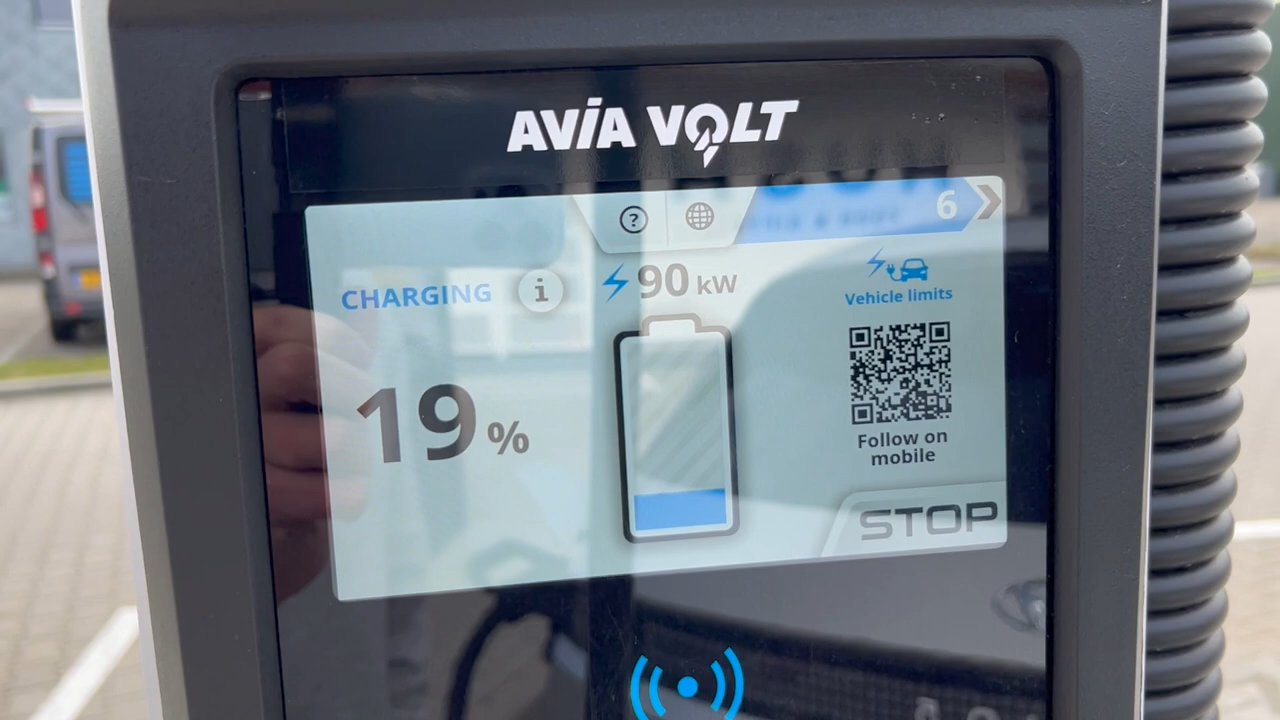 AVIA VOLT
6
CHARGING
i
90 kW
Vehicle limits
19 %
Follow on
mobile
STOP